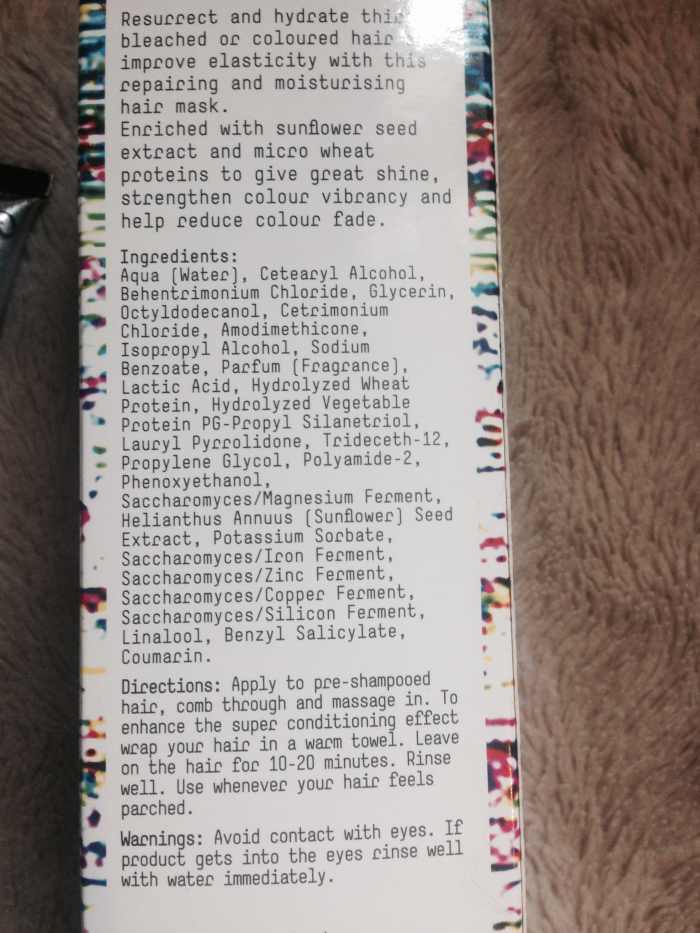 Resurrect and hydrate
bleached or coloured hair
improve elasticity with this
repairing and moisturising
hair mask.
Enriched with sunflower seed
extract and micro wheat
proteins to give great shine,
strengthen colour vibrancy and
help reduce colour fade.
Ingredients:
Aqua (Water), Cetearyl Alcohol,
Behentrimonium Chloride, Glycerin,
Octyldodecanol, Cetrimonium
Chloride, Amodimethicone,
Isopropyl Alcohol, Sodium
Benzoate, Parfum (Fragrance),
Lactic Acid, Hydrolyzed Wheat
Protein, Hydrolyzed Vegetable
Protein PG-Propyl Silanetriol,
Lauryl Pyrrolidone, Trideceth-12,
Propylene Glycol, Polyamide-2,
Phenoxyethanol,
Saccharomyces/Magnesium Ferment,
Helianthus Annuus (Sunflower) Seed
Extract, Potassium Sorbate,
Saccharomyces/Iron Ferment,
Saccharomyces/Zinc Ferment,
Saccharomyces/Copper Ferment,
Saccharomyces/Silicon Ferment,
Linalool, Benzyl Salicylate,
Coumarin.
Directions: Apply to pre-shampooed
hair, comb through and massage in. To
enhance the super conditioning effect
wrap your hair in a warm towel. Leave
on the hair for 10-20 minutes. Rinse
well. Use whenever your hair feels
parched.
Warnings: Avoid contact with eyes. If
product gets into the eyes rinse well
with water immediately.